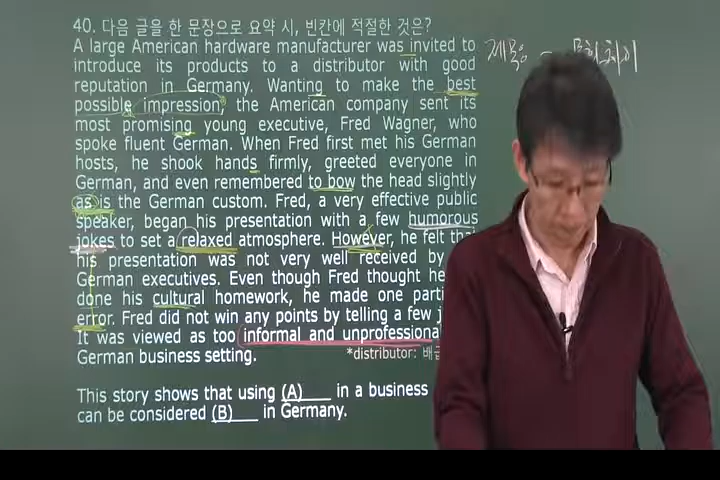 40. 다음 글을 한 문장으로 요약 시, 빈칸에 적절한 것은?
A large American hardware manufacturer was invited to
introduce its products to a distributor with good
reputation in Germany. Wanting to make the best
possible impression, the American company sent its
most promising young executive, Fred Wagner, who
spoke fluent German. When Fred first met his German
hosts, he shook hands firmly, greeted everyone in
German, and even remembered to bow the head slightly
as is the German custom. Fred, a very effective public
speaker, began his presentation with a few humorous
jokes to set a relaxed atmosphere. However, he felt
his presentation was not very well received by
German executives. Even though Fred thought he
done his cultural homework, he made one
error. Fred did not win any points by telling a few
It was viewed as too informal and
German business setting.
*distributor:
This story shows that using (A)___ in a business
can be considered (B)___ in Germany.